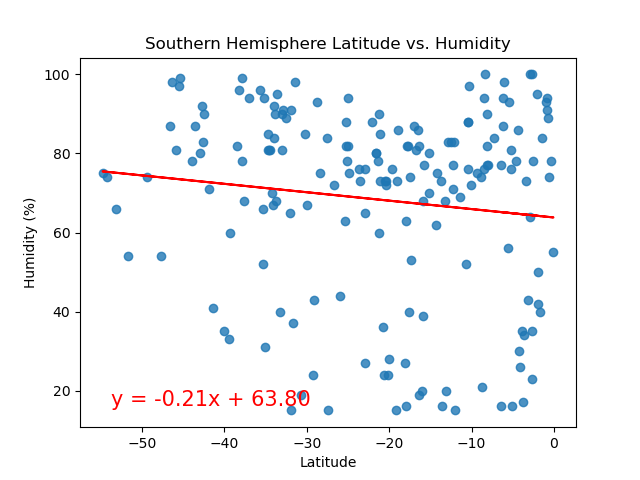 Southern Hemisphere Latitude vs. Humidity
100
80
60
40
20
Humidity (%)
y = -0.21x + 63.80
−50 −40 −30 −20 −10 0
Latitude